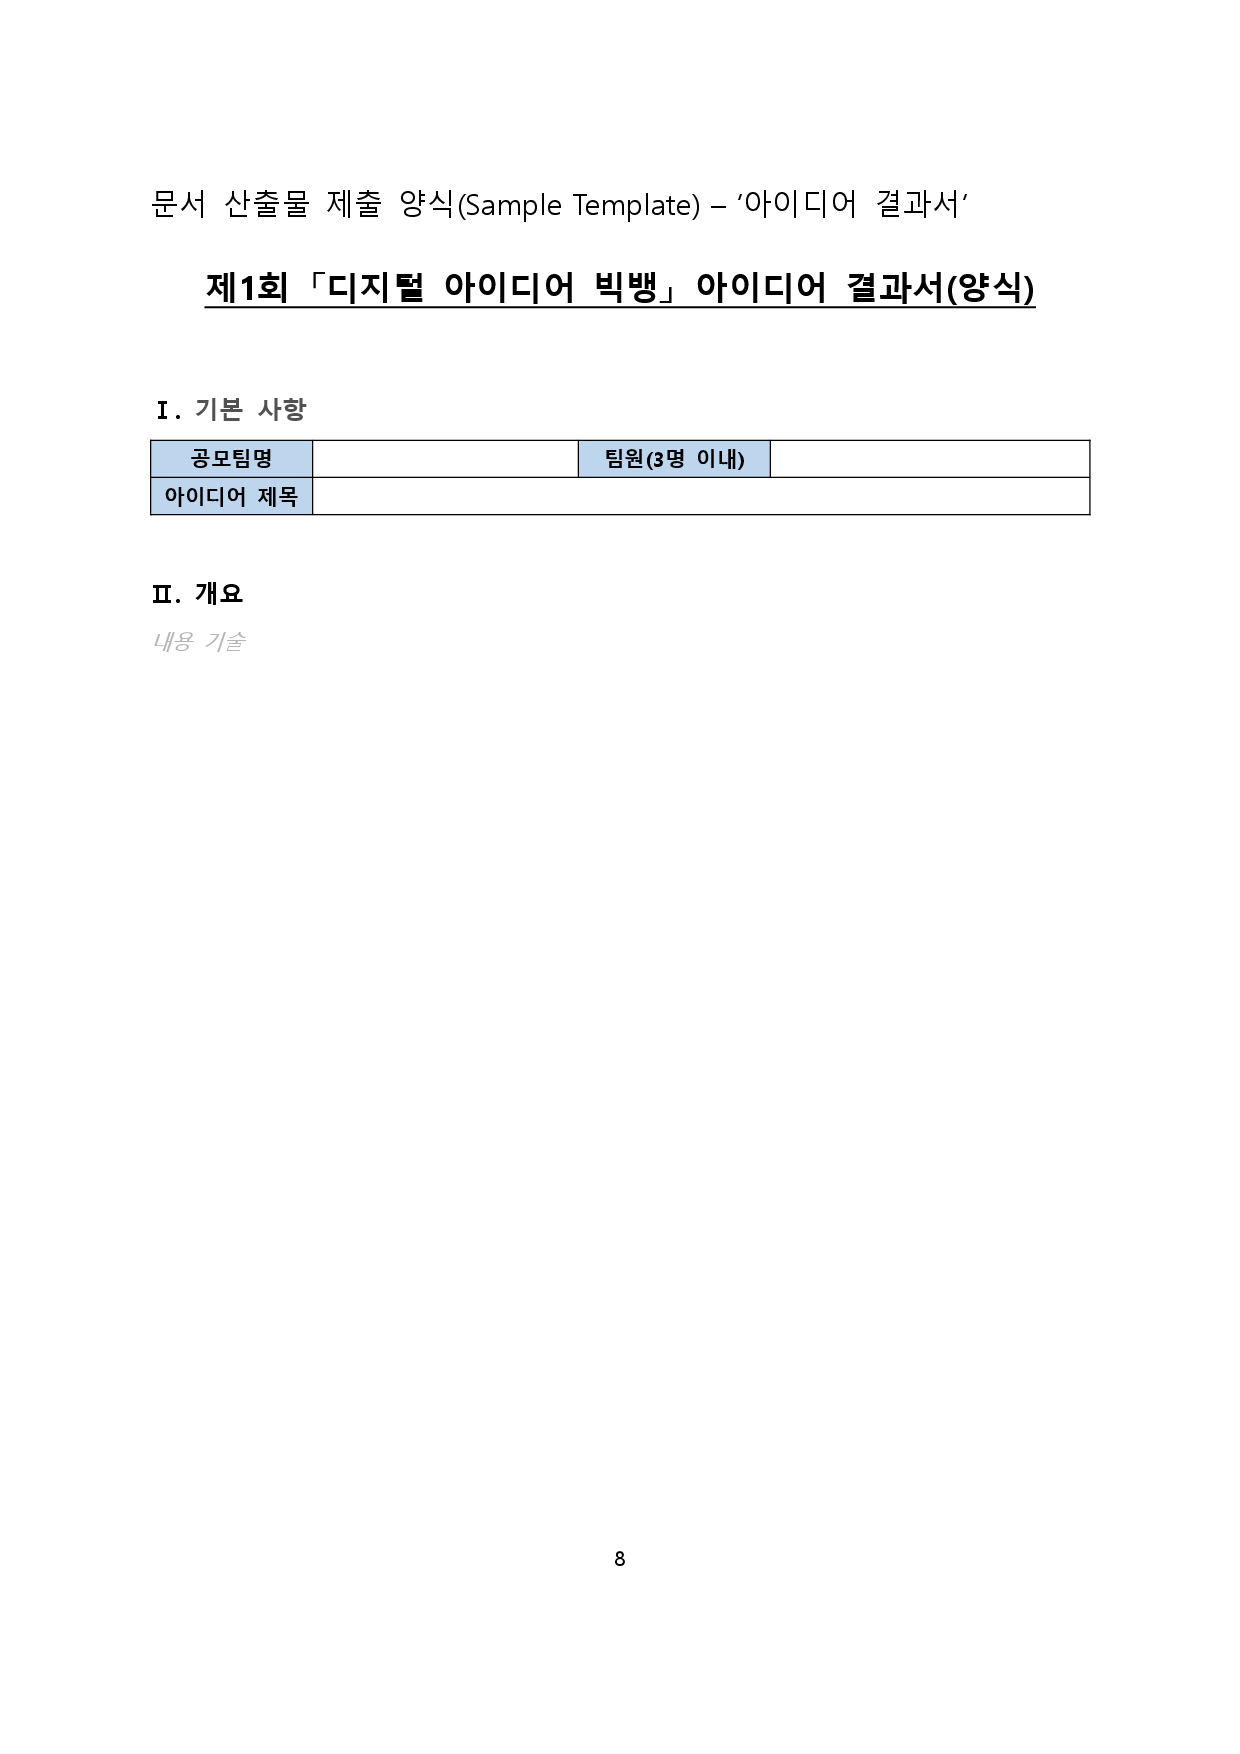 문서 산출물 제출 양식(Sample Template) – ‘아이디어 결과서’
제1회「디지털 아이디어 빅뱅」아이디어 결과서(양식)
Ⅰ. 기본 사항
공모팀명 팀원(3명 이내)
아이디어 제목
Ⅱ. 개요
내용 기술
8